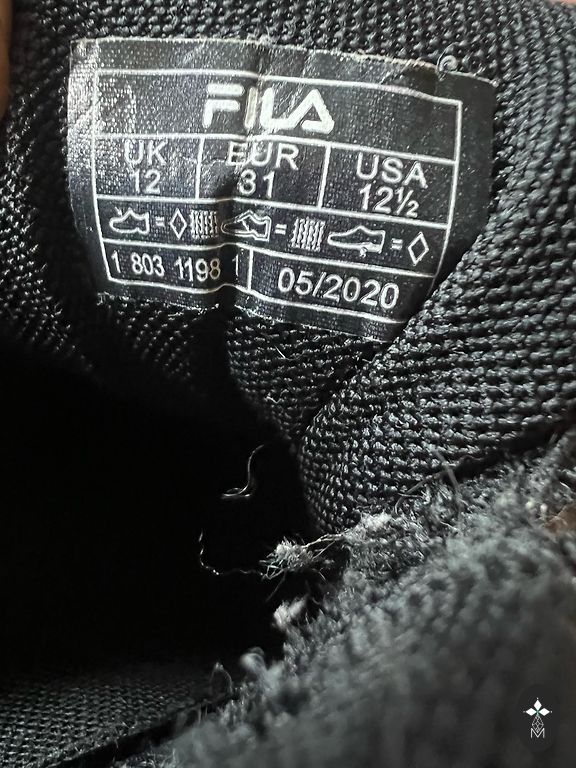 FILA
UK EUR USA
12 31 12½
= =  =
1 803 1198 1 05/2020
M